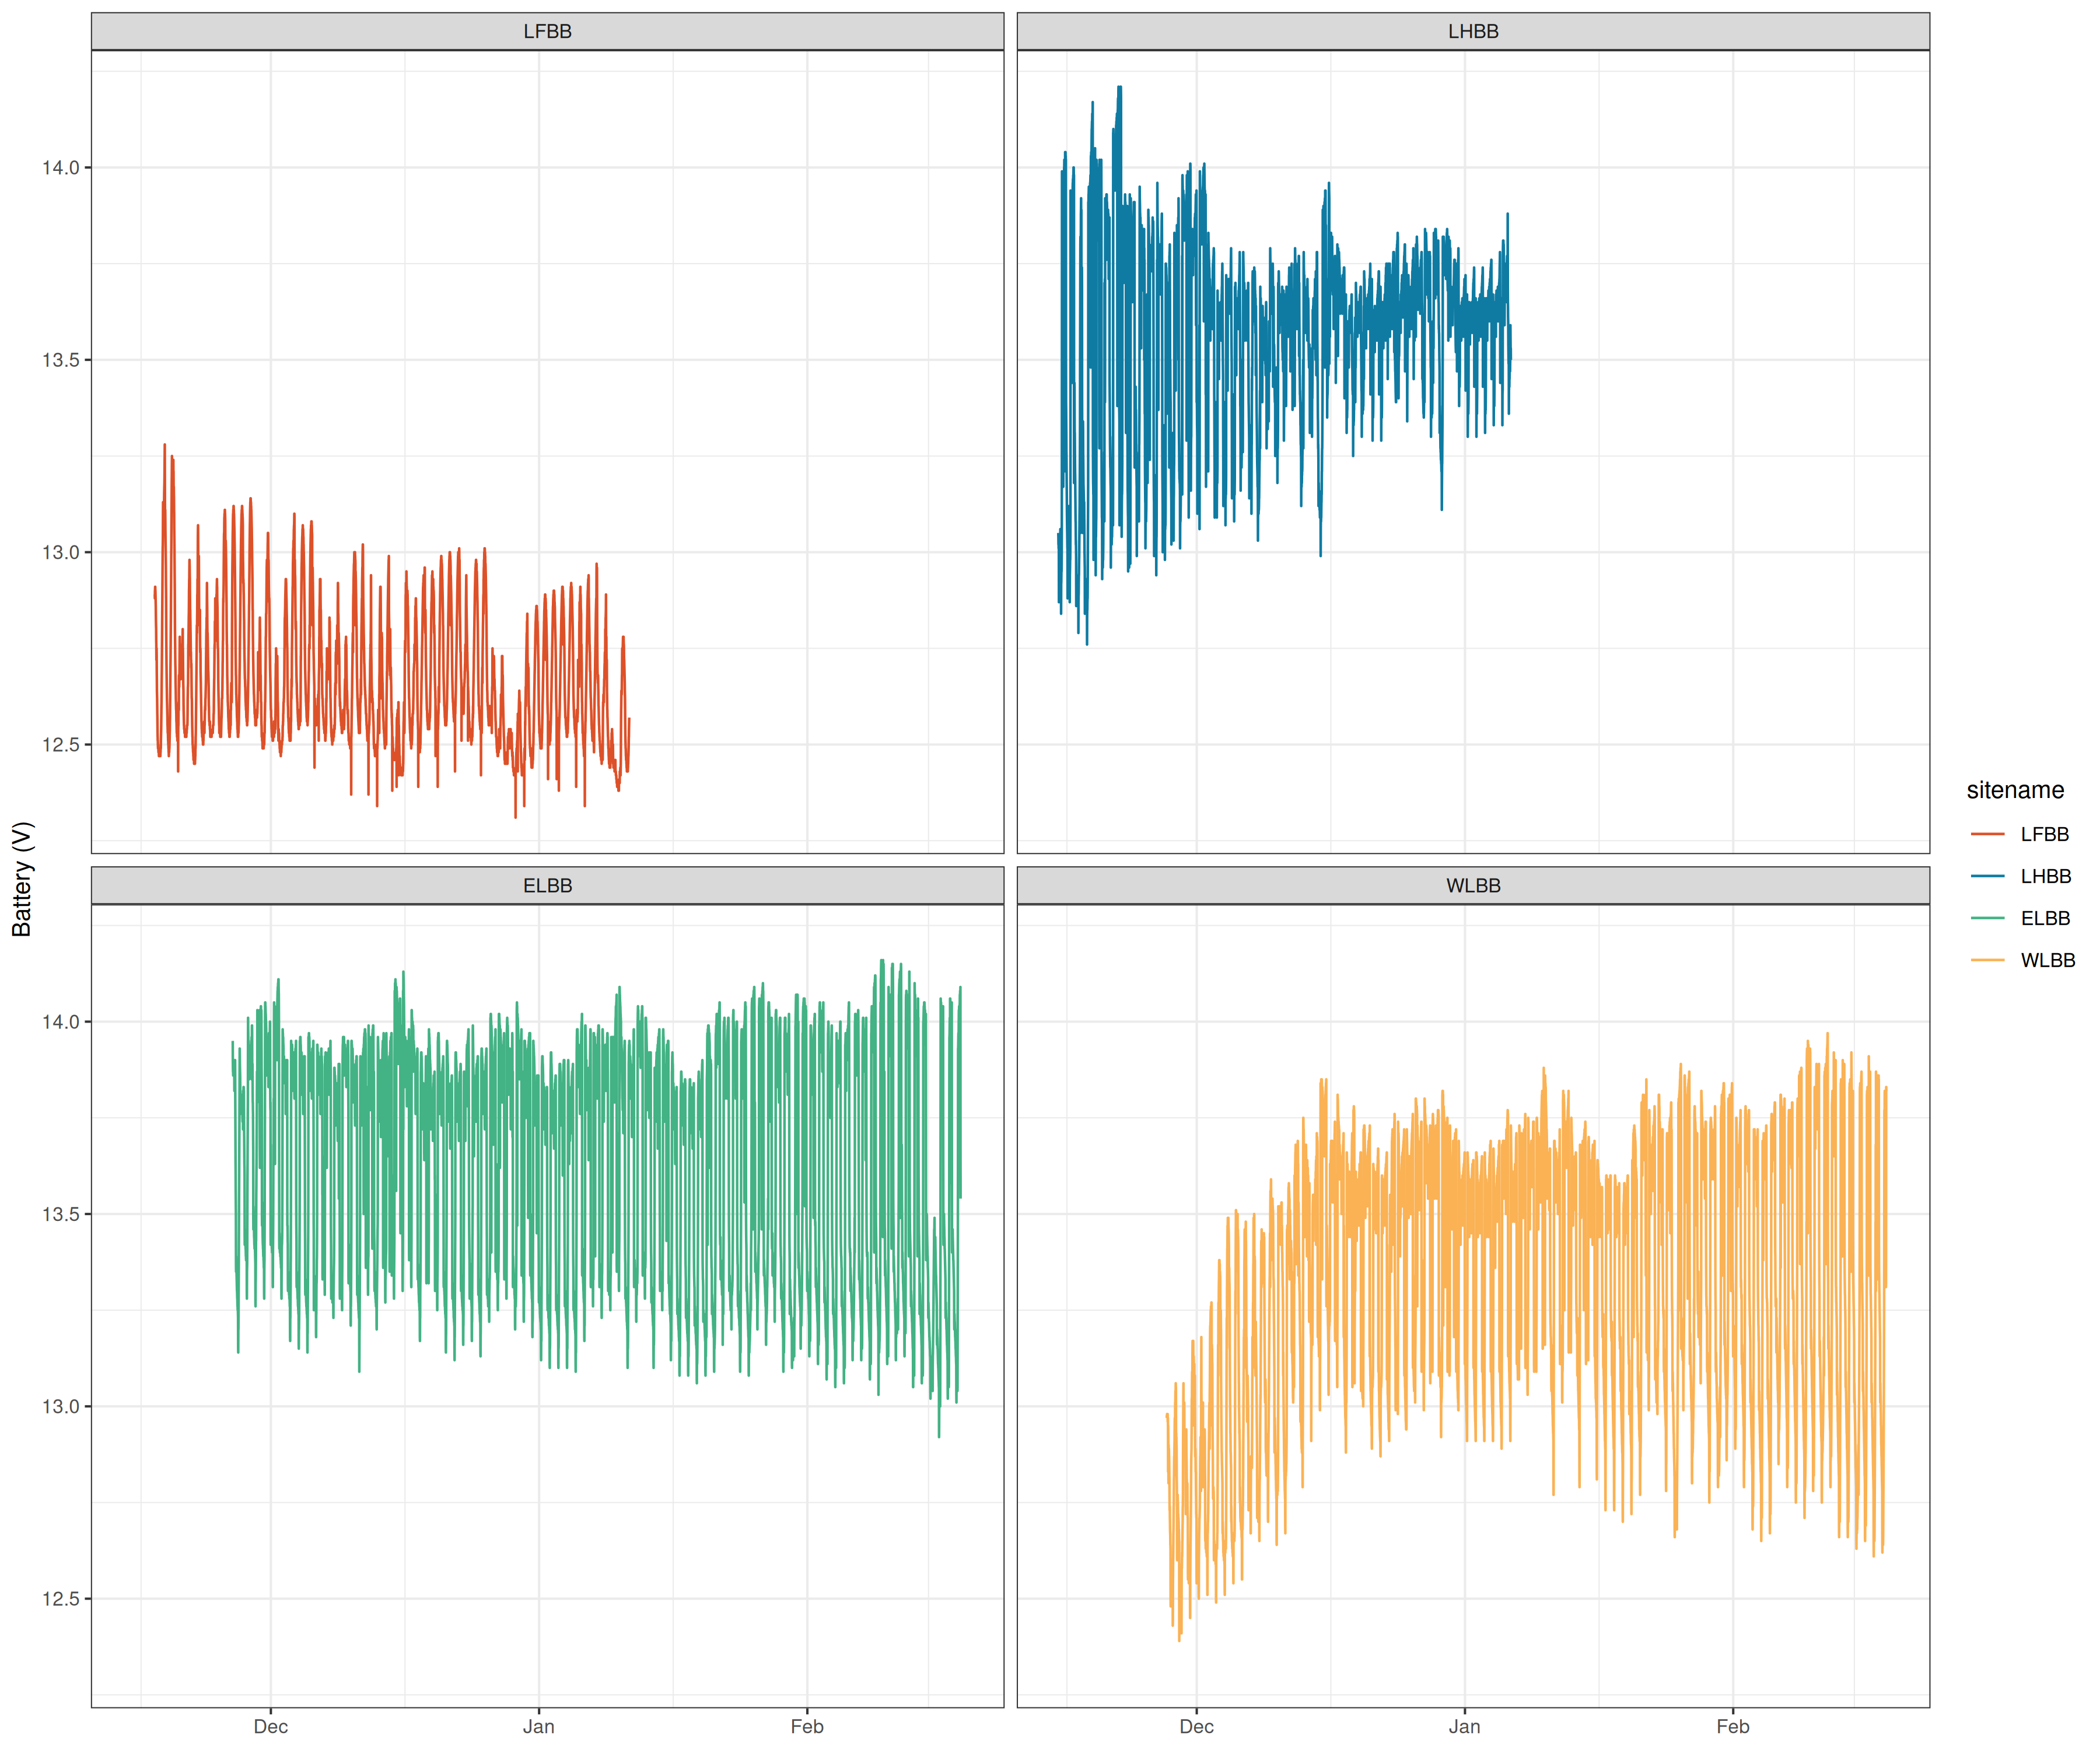 LFBB
LHBB
14.0
13.5
13.0
12.5
Battery (V)
ELBB
WLBB
14.0
13.5
13.0
12.5
Dec
Jan
Feb
Dec
Jan
Feb
sitename
LFBB
LHBB
ELBB
WLBB